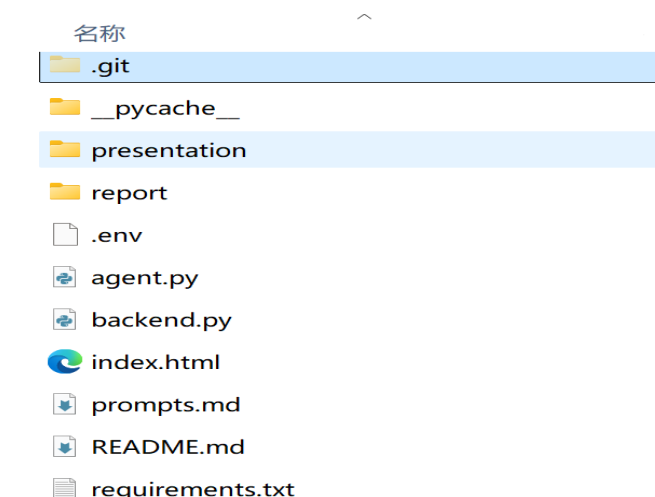 名称
.git
__pycache__
presentation
report
.env
agent.py
backend.py
index.html
prompts.md
README.md
requirements.txt